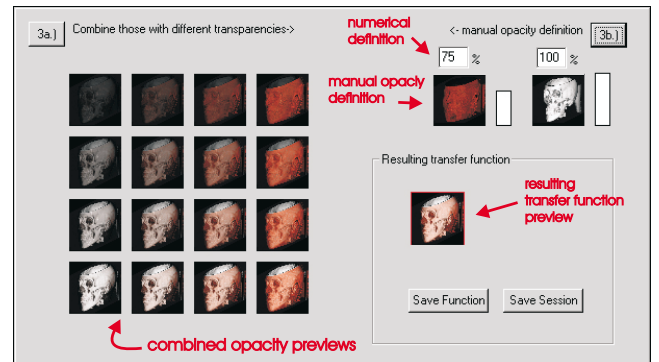 3a.)
Combine those with different transparencies->
numerical
definition
<- manual opacity definition
3b.)
75 %
100 %
manual opacity
definition
Resulting transfer function
resulting
transfer function
preview
Save Function
Save Session
combined opacity previews